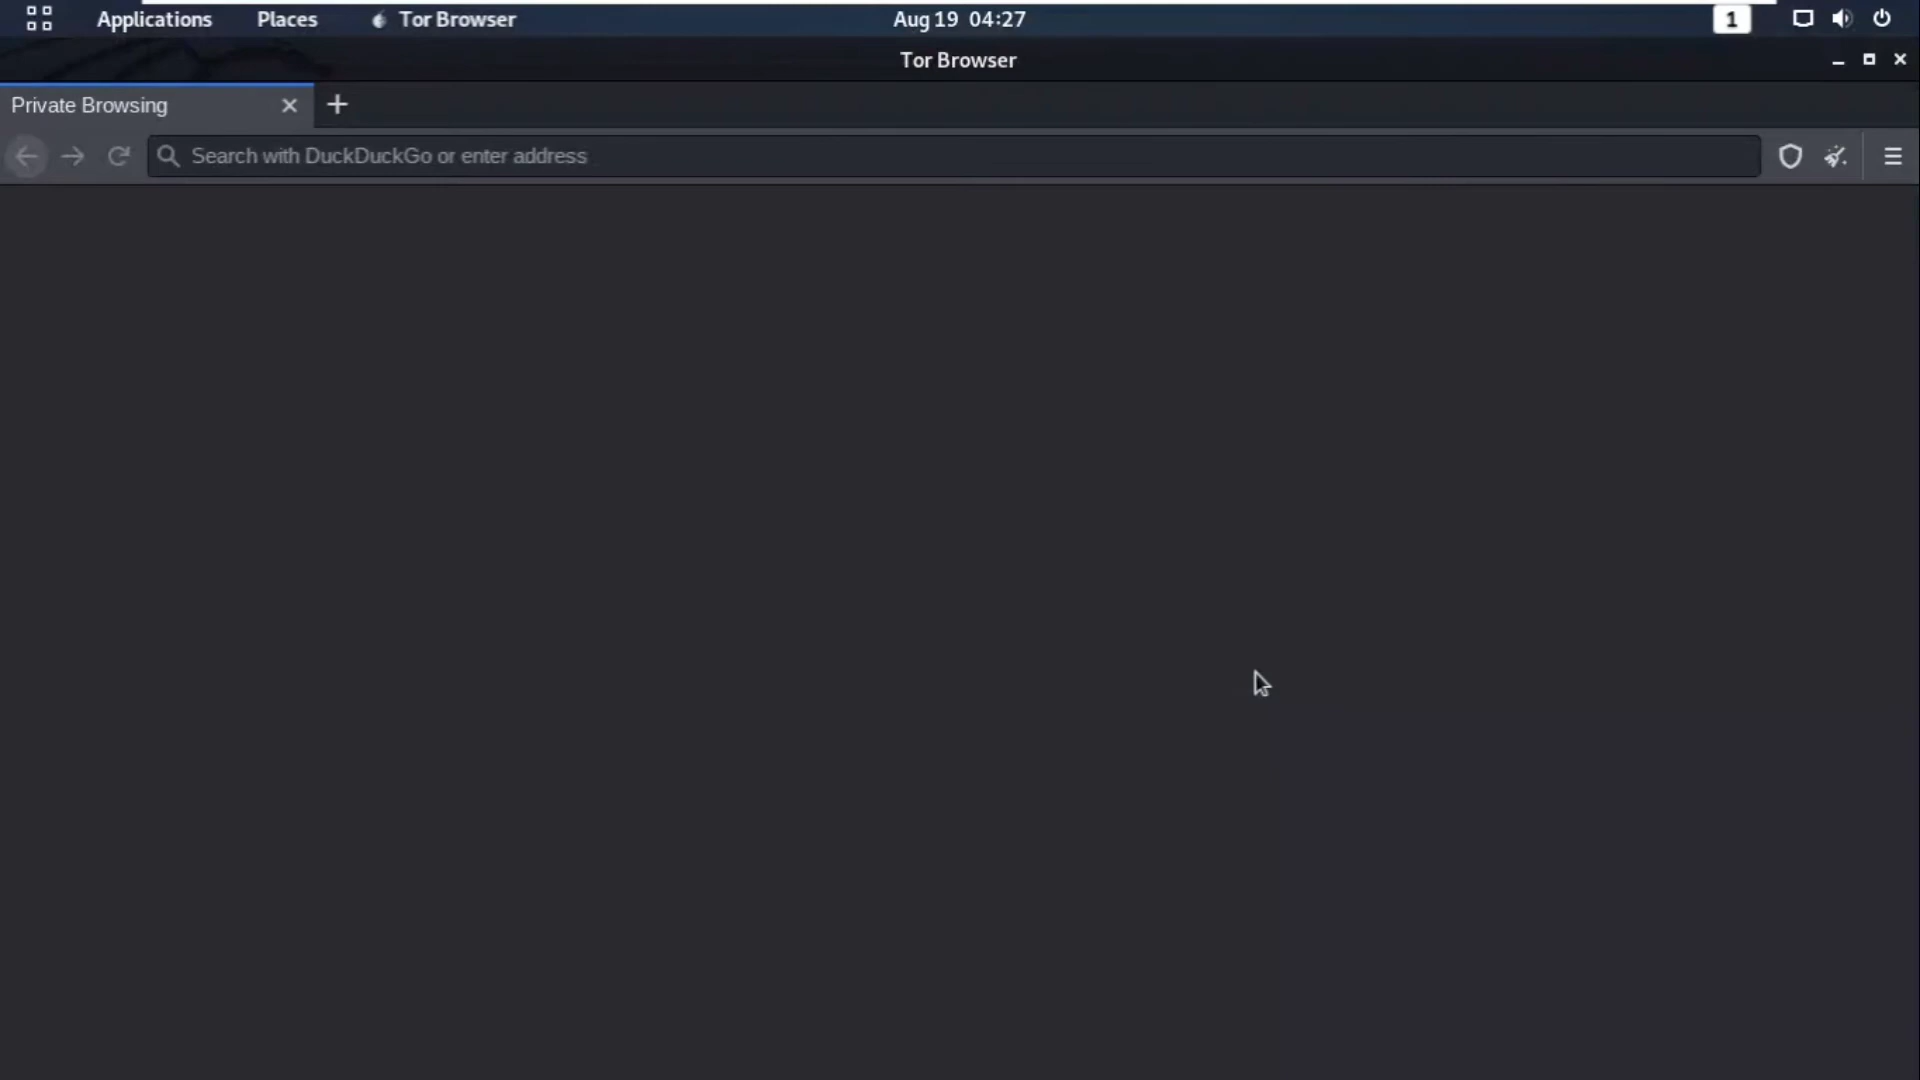 Applications Places Tor Browser Aug 19 04:27 1
Tor Browser
Private Browsing
Search with DuckDuckGo or enter address